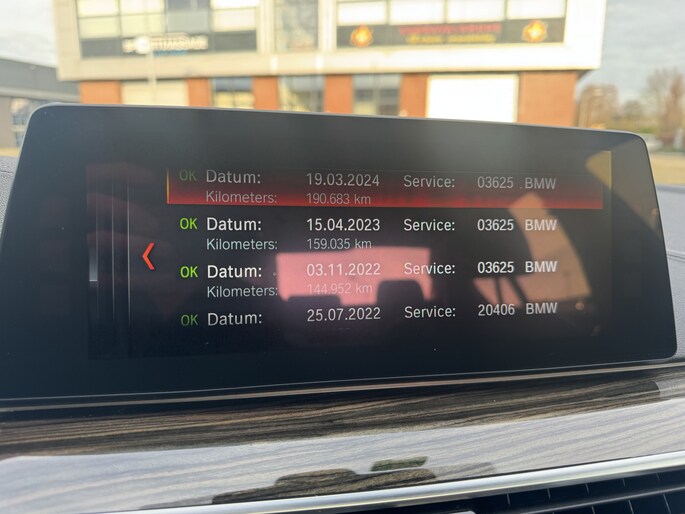 OK Datum: 19.03.2024 Service: 03625 BMW
Kilometers: 190.683 km
OK Datum: 15.04.2023 Service: 03625 BMW
Kilometers: 159.035 km
OK Datum: 03.11.2022 Service: 03625 BMW
Kilometers: 144.952 km
OK Datum: 25.07.2022 Service: 20406 BMW